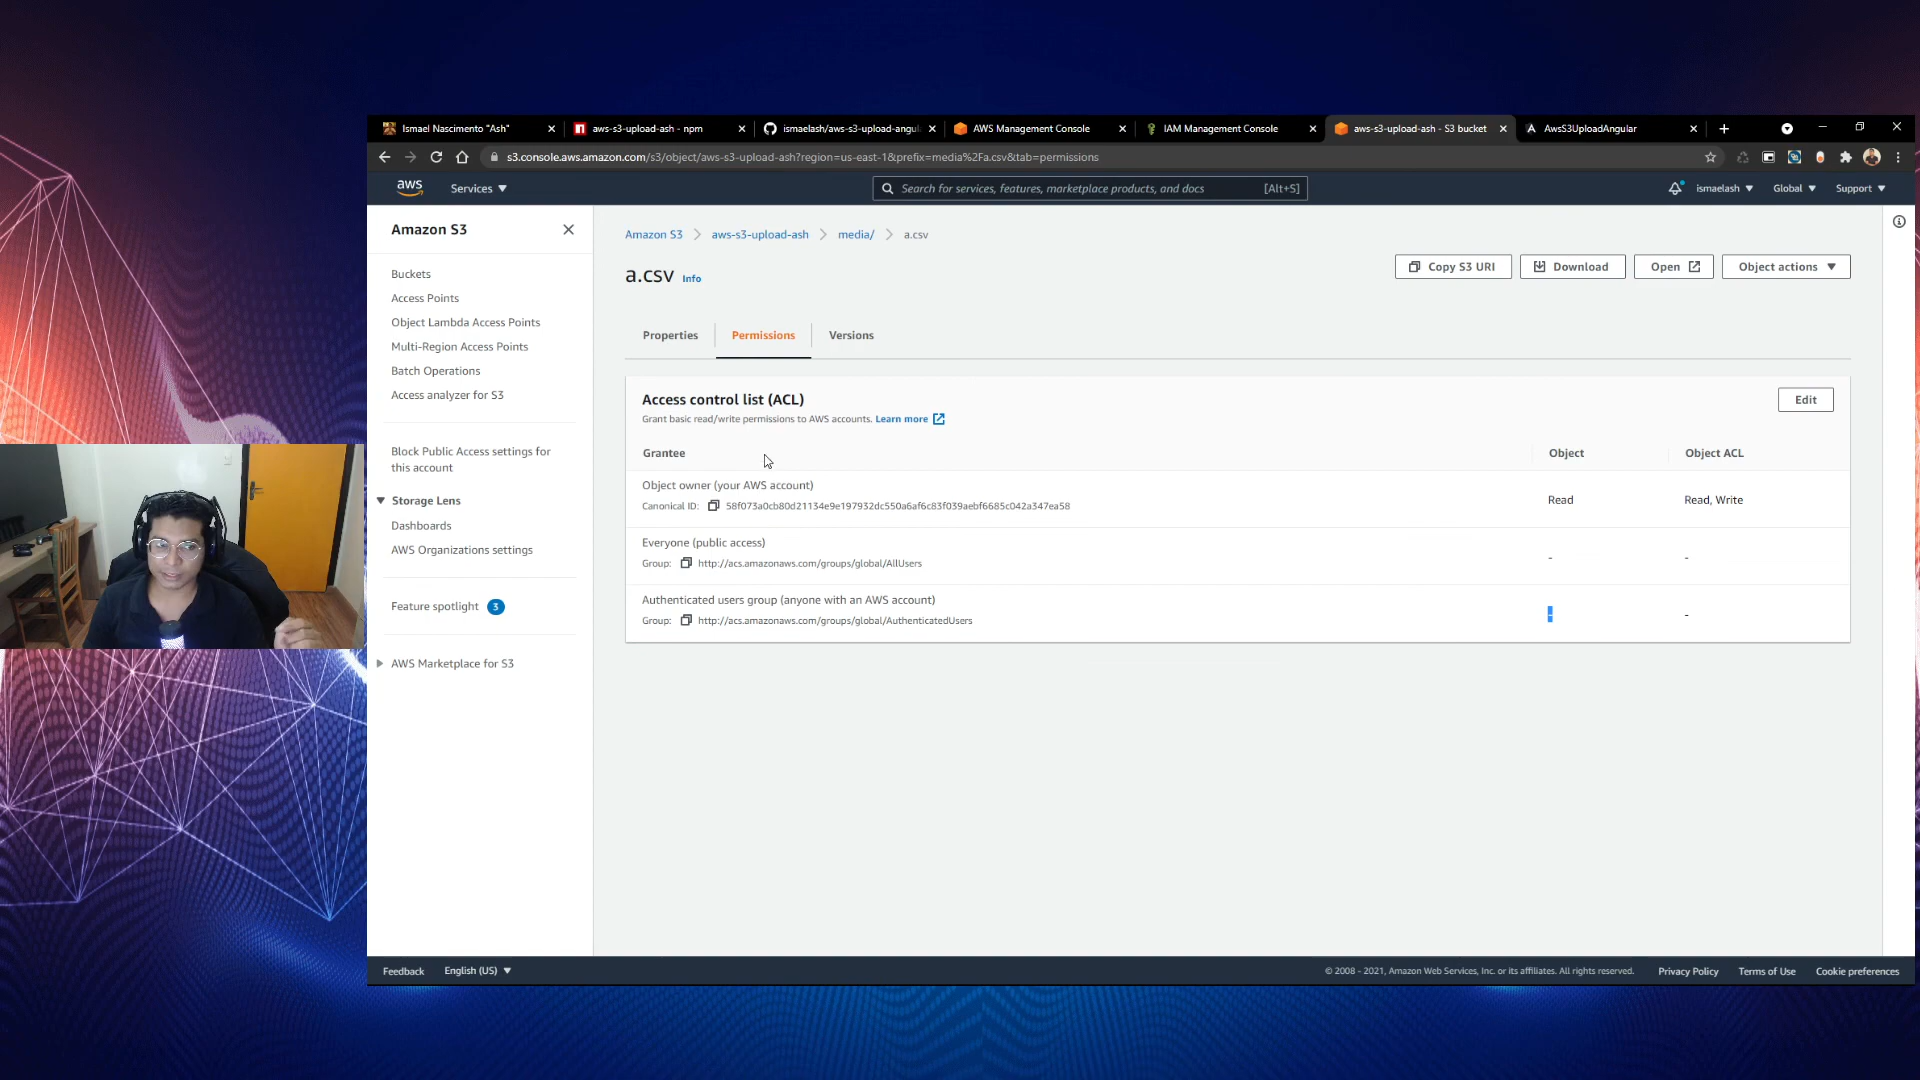 Ismael Nascimento "Ash"
aws-s3-upload-ash - npm
ismaelash/aws-s3-upload-angul
AWS Management Console
IAM Management Console
aws-s3-upload-ash - S3 bucket
AwsS3UploadAngular
s3.console.aws.amazon.com/s3/object/aws-s3-upload-ash?region=us-east-1&prefix=media%2Fa.csv&tab=permissions
aws
Services
Search for services, features, marketplace products, and docs
[Alt+S]
ismaelash
Global
Support
Amazon S3
Buckets
Access Points
Object Lambda Access Points
Multi-Region Access Points
Batch Operations
Access analyzer for S3
Block Public Access settings for
this account
Storage Lens
Dashboards
AWS Organizations settings
Feature spotlight 3
AWS Marketplace for S3
Amazon S3
aws-s3-upload-ash
media/
a.csv
a.csv Info
Copy S3 URI
Download
Open
Object actions
Properties
Permissions
Versions
Access control list (ACL)
Edit
Grant basic read/write permissions to AWS accounts. Learn more
Grantee
Object
Object ACL
Object owner (your AWS account)
Canonical ID: 58f073a0cb80d21134e9e197932dc550a6af6c83f039aebf6685c042a347ea58
Read
Read, Write
Everyone (public access)
Group: http://acs.amazonaws.com/groups/global/AllUsers
-
-
Authenticated users group (anyone with an AWS account)
Group: http://acs.amazonaws.com/groups/global/AuthenticatedUsers
-
-
Feedback
English (US)
© 2008 - 2021, Amazon Web Services, Inc. or its affiliates. All rights reserved.
Privacy Policy
Terms of Use
Cookie preferences